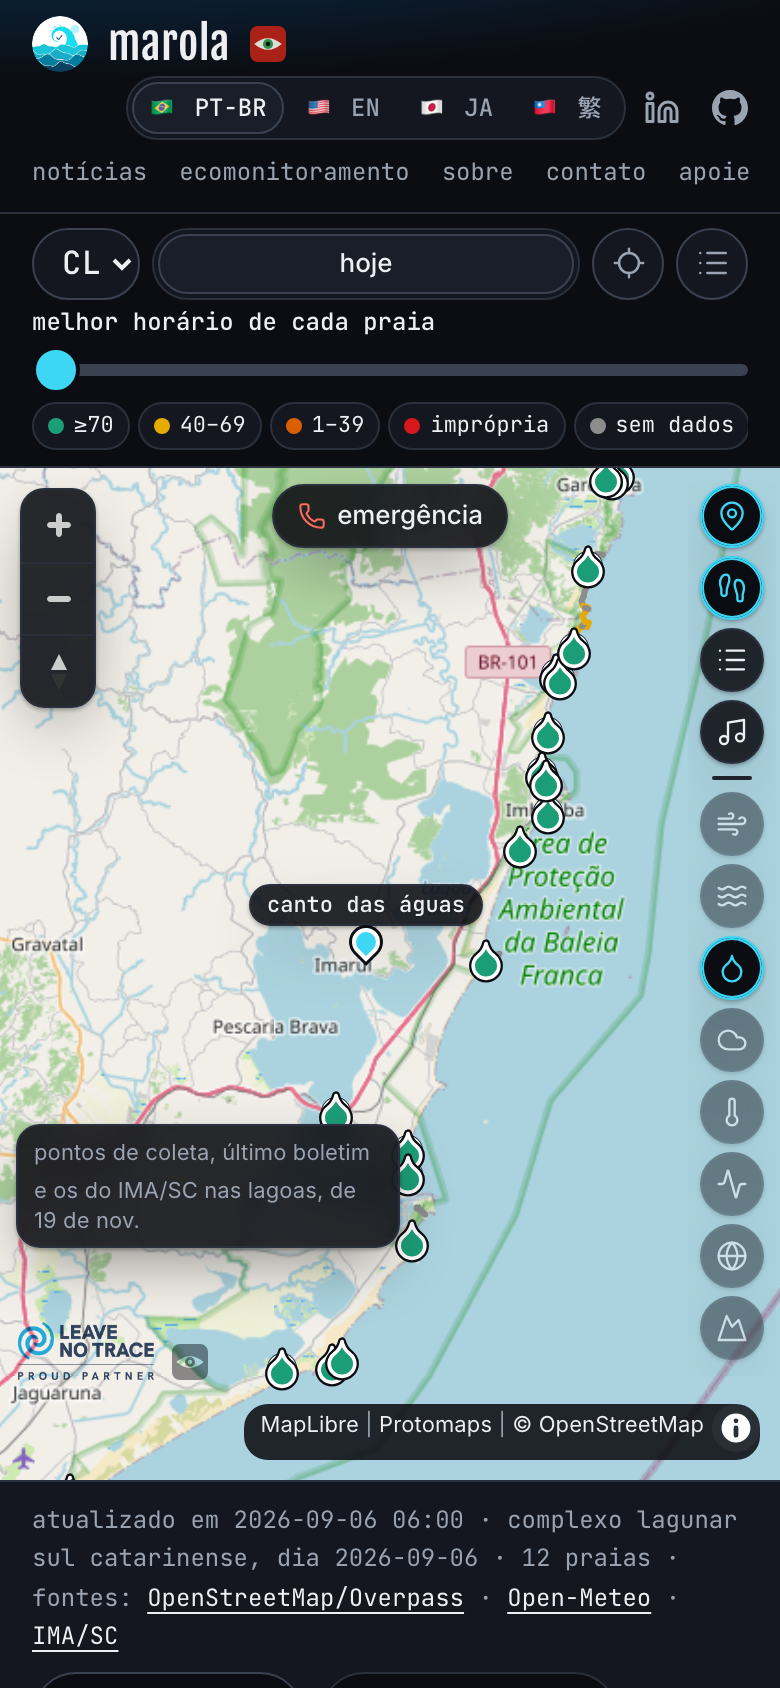 marola
PT-BR EN JA 繁
notícias ecomonitoramento sobre contato apoie
CL hoje
melhor horário de cada praia
≥70 40–69 1–39 imprópria sem dados
emergência
BR-101
Área de
Proteção
Ambiental
da Baleia
Franca
canto das águas
Gravatal
Imaruí
Pescaria Brava
pontos de coleta, último boletim
e os do IMA/SC nas lagoas, de
19 de nov.
LEAVE
NO TRACE
PROUD PARTNER
Jaguaruna
MapLibre | Protomaps | © OpenStreetMap
atualizado em 2026-09-06 06:00 · complexo lagunar
sul catarinense, dia 2026-09-06 · 12 praias ·
fontes: OpenStreetMap/Overpass · Open-Meteo ·
IMA/SC